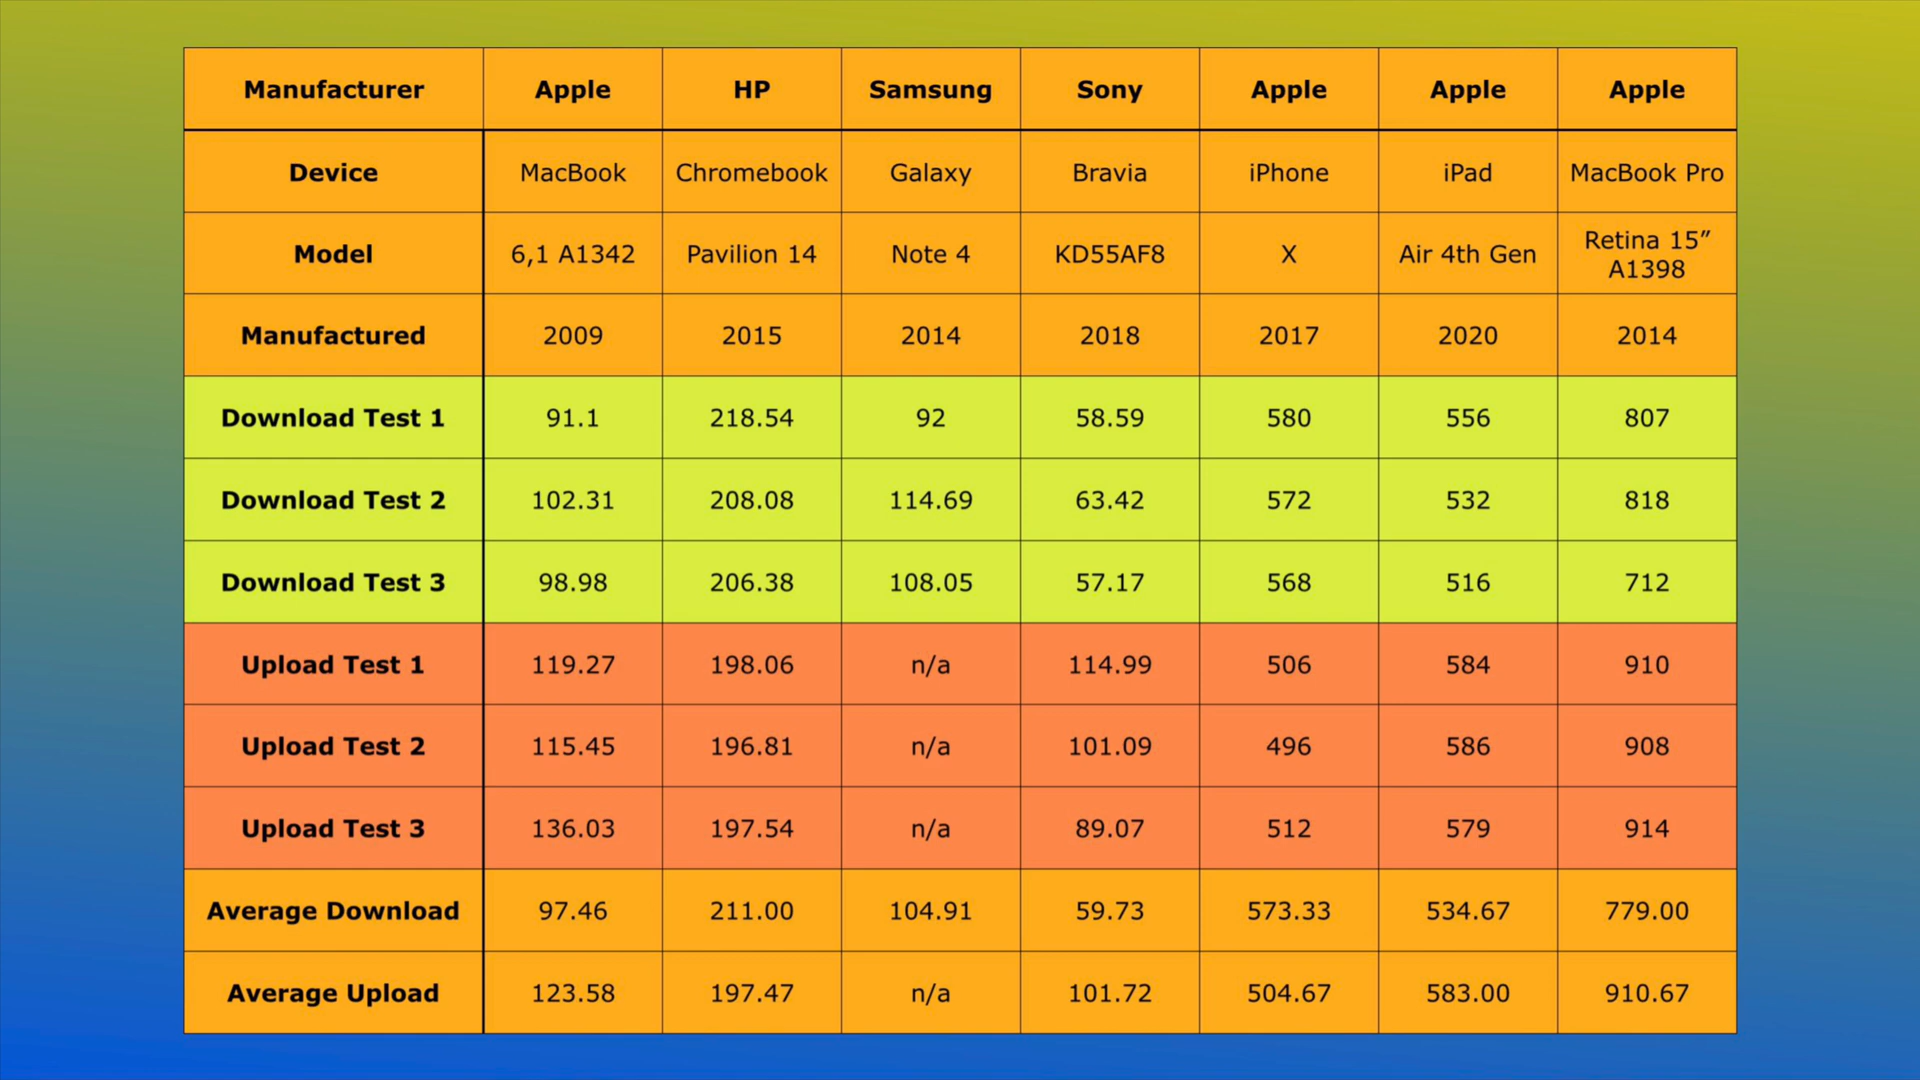 Manufacturer Apple HP Samsung Sony Apple Apple Apple
Device MacBook Chromebook Galaxy Bravia iPhone iPad MacBook Pro
Model 6,1 A1342 Pavilion 14 Note 4 KD55AF8 X Air 4th Gen Retina 15” A1398
Manufactured 2009 2015 2014 2018 2017 2020 2014
Download Test 1 91.1 218.54 92 58.59 580 556 807
Download Test 2 102.31 208.08 114.69 63.42 572 532 818
Download Test 3 98.98 206.38 108.05 57.17 568 516 712
Upload Test 1 119.27 198.06 n/a 114.99 506 584 910
Upload Test 2 115.45 196.81 n/a 101.09 496 586 908
Upload Test 3 136.03 197.54 n/a 89.07 512 579 914
Average Download 97.46 211.00 104.91 59.73 573.33 534.67 779.00
Average Upload 123.58 197.47 n/a 101.72 504.67 583.00 910.67